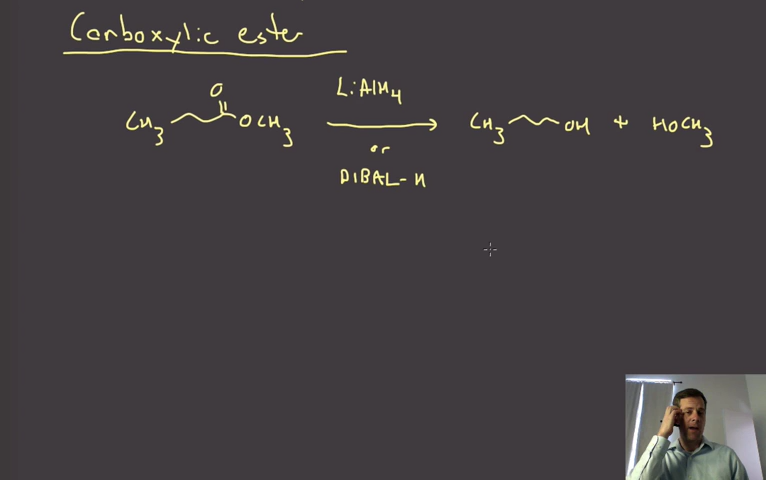 Carboxylic ester
O
CH3 OCH3 LiAlH4 CH3 OH + HOCH3
or
DIBAL-H